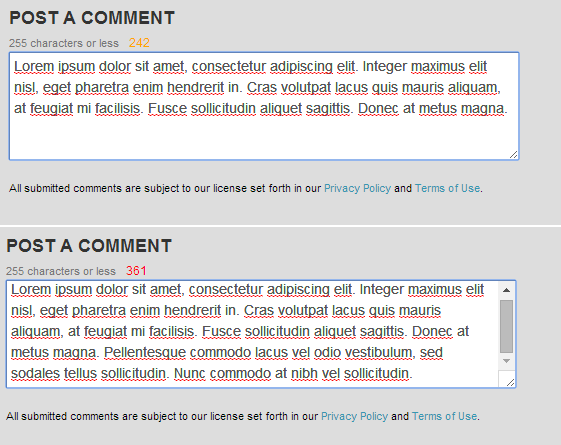 POST A COMMENT
255 characters or less 242
Lorem ipsum dolor sit amet, consectetur adipiscing elit. Integer maximus elit
nisl, eget pharetra enim hendrerit in. Cras volutpat lacus quis mauris aliquam,
at feugiat mi facilisis. Fusce sollicitudin aliquet sagittis. Donec at metus magna.
All submitted comments are subject to our license set forth in our Privacy Policy and Terms of Use.
POST A COMMENT
255 characters or less 361
Lorem ipsum dolor sit amet, consectetur adipiscing elit. Integer maximus elit
nisl, eget pharetra enim hendrerit in. Cras volutpat lacus quis mauris
aliquam, at feugiat mi facilisis. Fusce sollicitudin aliquet sagittis. Donec at
metus magna. Pellentesque commodo lacus vel odio vestibulum, sed
sodales tellus sollicitudin. Nunc commodo at nibh vel sollicitudin.
All submitted comments are subject to our license set forth in our Privacy Policy and Terms of Use.